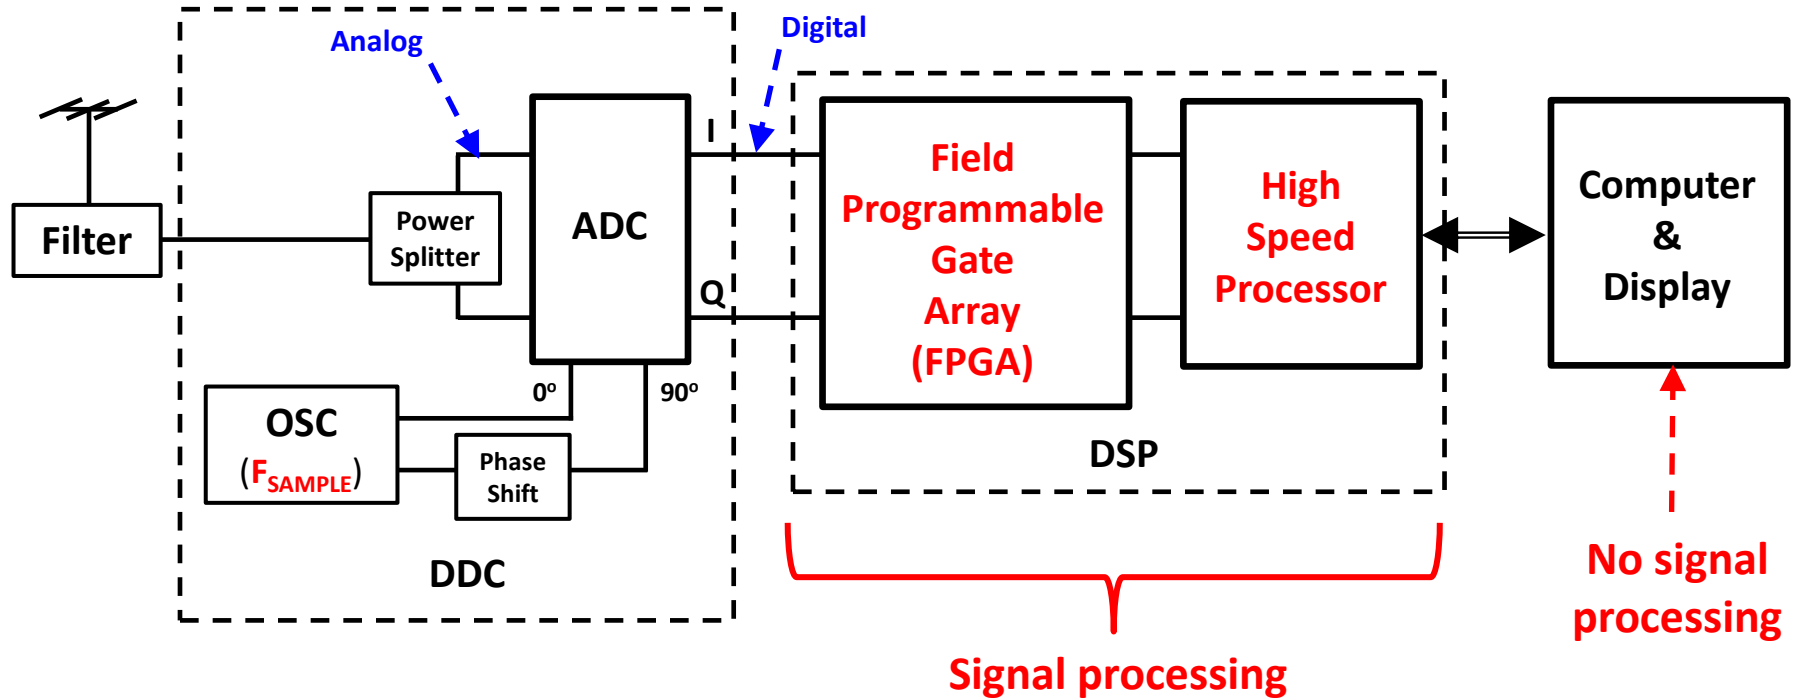 Analog
Digital
Filter
Power
Splitter
ADC
I
Q
0º
90º
OSC
(FSAMPLE)
Phase
Shift
DDC
Field
Programmable
Gate
Array
(FPGA)
High
Speed
Processor
DSP
Computer
&
Display
Signal processing
No signal
processing